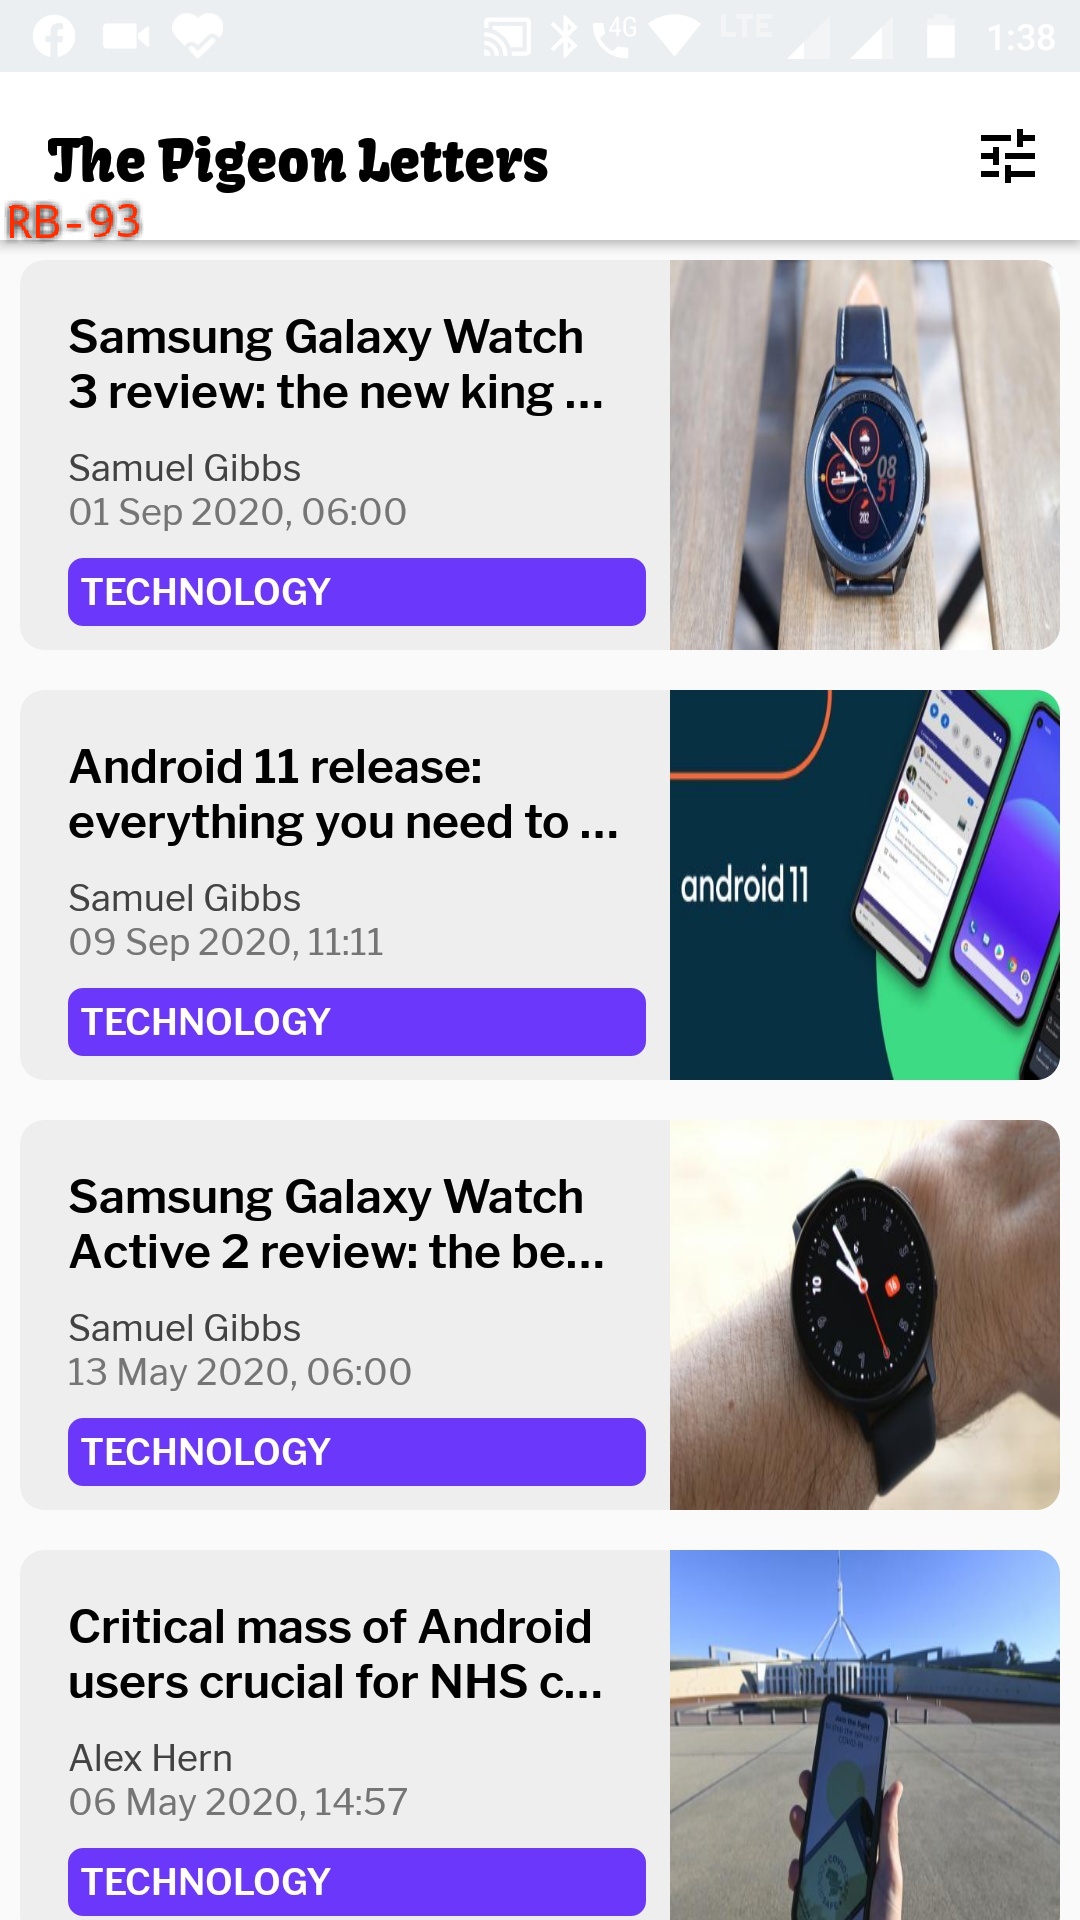 4G LTE 1:38
The Pigeon Letters
RB-93
Samsung Galaxy Watch
3 review: the new king ...
Samuel Gibbs
01 Sep 2020, 06:00
TECHNOLOGY
08
51
Android 11 release:
everything you need to ...
Samuel Gibbs
09 Sep 2020, 11:11
TECHNOLOGY
android 11
Samsung Galaxy Watch
Active 2 review: the be...
Samuel Gibbs
13 May 2020, 06:00
TECHNOLOGY
Critical mass of Android
users crucial for NHS c...
Alex Hern
06 May 2020, 14:57
TECHNOLOGY